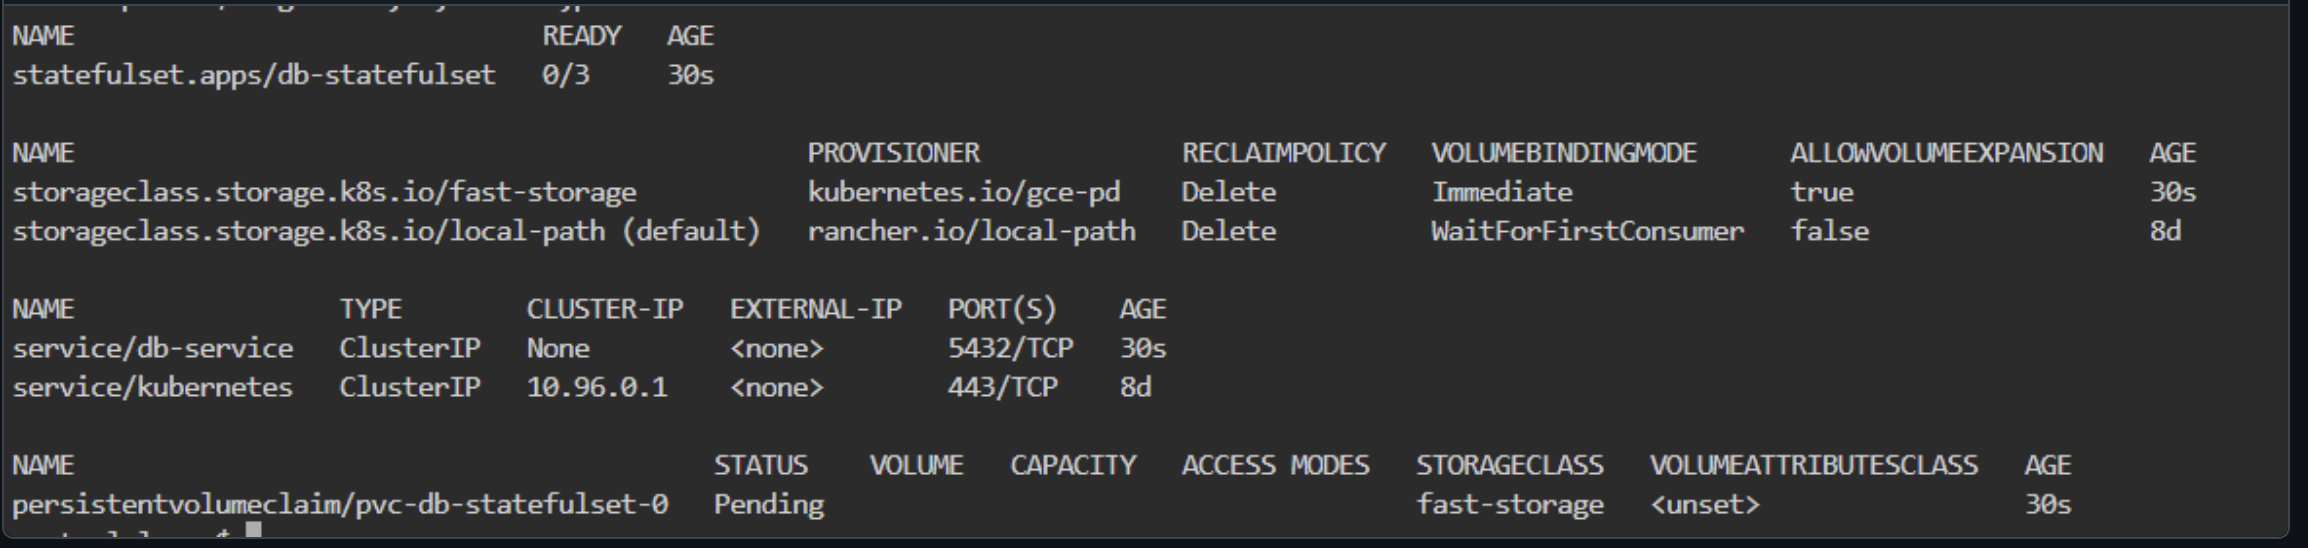 NAME READY AGE
statefulset.apps/db-statefulset 0/3 30s
NAME PROVISIONER RECLAIMPOLICY VOLUMEBINDINGMODE ALLOWVOLUMEEXPANSION AGE
storageclass.storage.k8s.io/fast-storage kubernetes.io/gce-pd Delete Immediate true 30s
storageclass.storage.k8s.io/local-path (default) rancher.io/local-path Delete WaitForFirstConsumer false 8d
NAME TYPE CLUSTER-IP EXTERNAL-IP PORT(S) AGE
service/db-service ClusterIP None <none> 5432/TCP 30s
service/kubernetes ClusterIP 10.96.0.1 <none> 443/TCP 8d
NAME STATUS VOLUME CAPACITY ACCESS MODES STORAGECLASS VOLUMEATTRIBUTESCLASS AGE
persistentvolumeclaim/pvc-db-statefulset-0 Pending fast-storage <unset> 30s